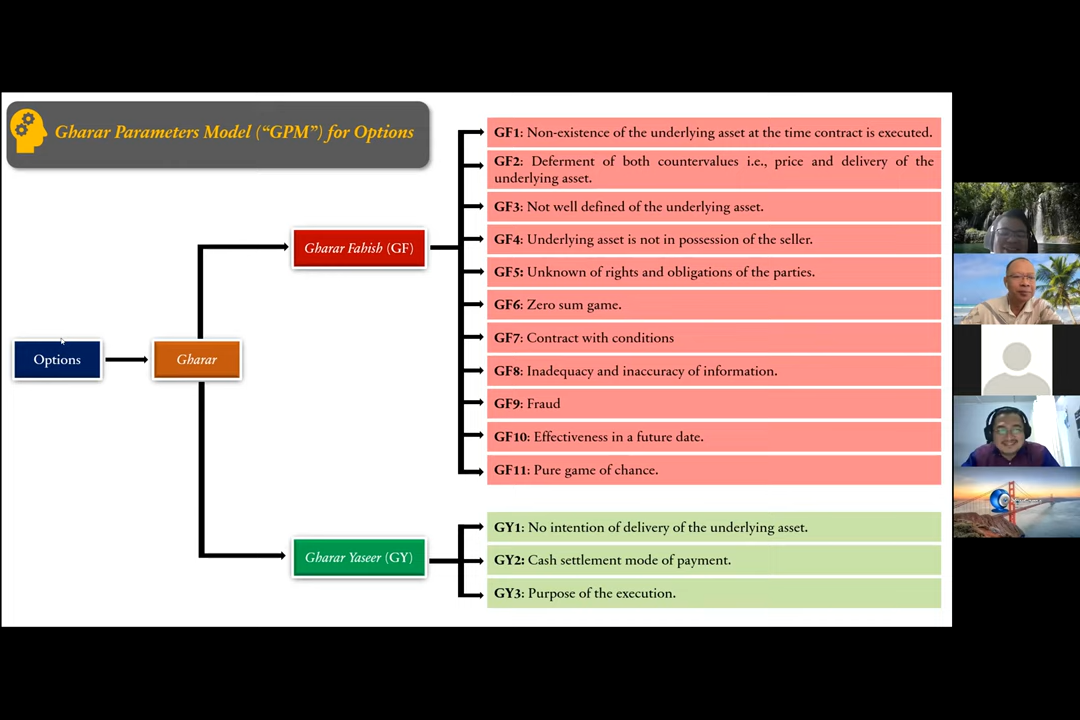 Gharar Parameters Model (“GPM”) for Options
GF1: Non-existence of the underlying asset at the time contract is executed.
GF2: Deferment of both countervalues i.e., price and delivery of the
underlying asset.
GF3: Not well defined of the underlying asset.
GF4: Underlying asset is not in possession of the seller.
Gharar Fahish (GF)
GF5: Unknown of rights and obligations of the parties.
GF6: Zero sum game.
GF7: Contract with conditions
Options
Gharar
GF8: Inadequacy and inaccuracy of information.
GF9: Fraud
GF10: Effectiveness in a future date.
GF11: Pure game of chance.
GY1: No intention of delivery of the underlying asset.
Gharar Yaseer (GY)
GY2: Cash settlement mode of payment.
GY3: Purpose of the execution.